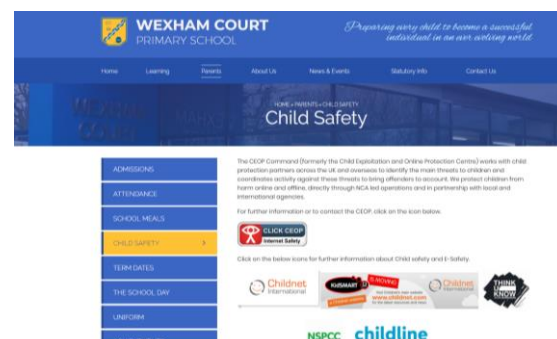 WEXHAM COURT
PRIMARY SCHOOL
Preparing every child to become a successful
individual in an ever evolving world
Home Learning Parents About Us News & Events Statutory Info Contact Us
HOME » PARENTS » CHILD SAFETY
Child Safety
ADMISSIONS
ATTENDANCE
SCHOOL MEALS
CHILD SAFETY
TERM DATES
THE SCHOOL DAY
UNIFORM
The CEOP Command (formerly the Child Exploitation and Online Protection Centre) works with child
protection partners across the UK and overseas to identify the main threats to children and
coordinates activity against these threats to bring offenders to account. We protect children from
harm online and offline, directly through NCA led operations and in partnership with local and
international agencies.
For further information or to contact the CEOP, click on the icon below.
CLICK CEOP
Internet Safety
Click on the below icons for further information about Child safety and E-Safety.
Childnet
International
KidSMART
IS MOVING
www.childnet.com
Childnet
International
THINK
U
KNOW
NSPCC
childline